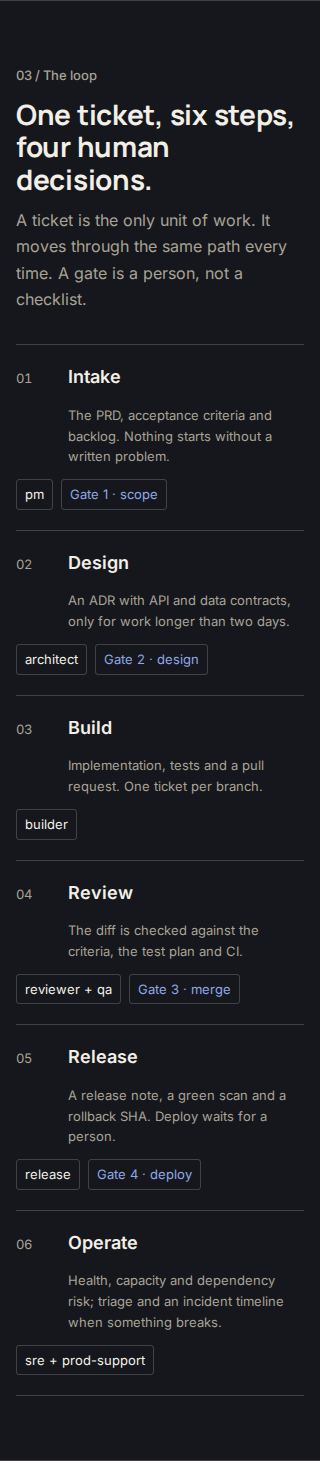 03 / The loop
One ticket, six steps,
four human
decisions.
A ticket is the only unit of work. It
moves through the same path every
time. A gate is a person, not a
checklist.
01 Intake
The PRD, acceptance criteria and
backlog. Nothing starts without a
written problem.
pm Gate 1 · scope
02 Design
An ADR with API and data contracts,
only for work longer than two days.
architect Gate 2 · design
03 Build
Implementation, tests and a pull
request. One ticket per branch.
builder
04 Review
The diff is checked against the
criteria, the test plan and CI.
reviewer + qa Gate 3 · merge
05 Release
A release note, a green scan and a
rollback SHA. Deploy waits for a
person.
release Gate 4 · deploy
06 Operate
Health, capacity and dependency
risk; triage and an incident timeline
when something breaks.
sre + prod-support